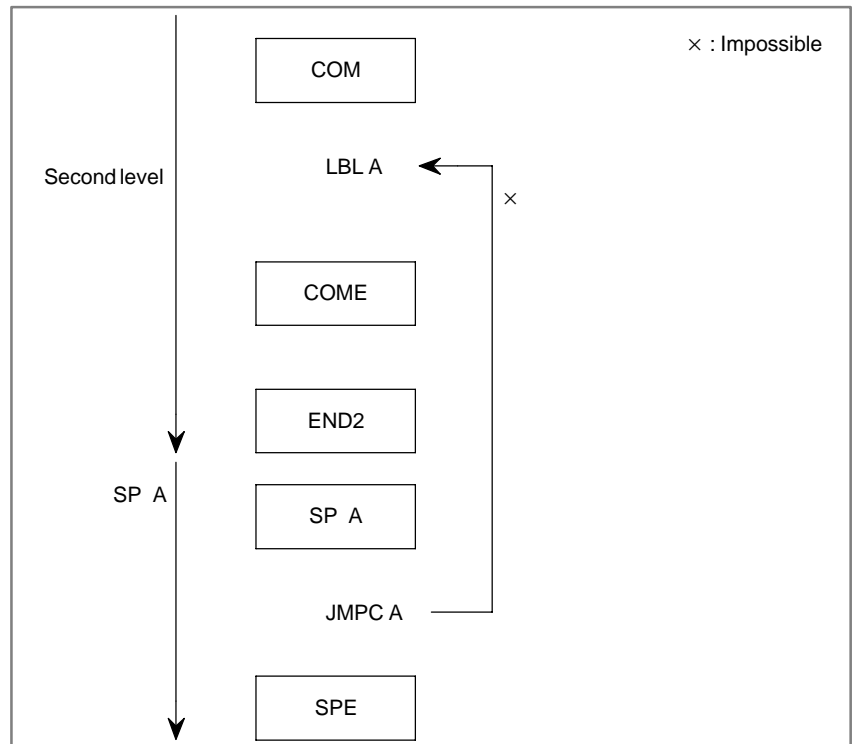 × : Impossible
COM
LBL A
Second level
×
COME
END2
SP A
SP A
JMPC A
SPE